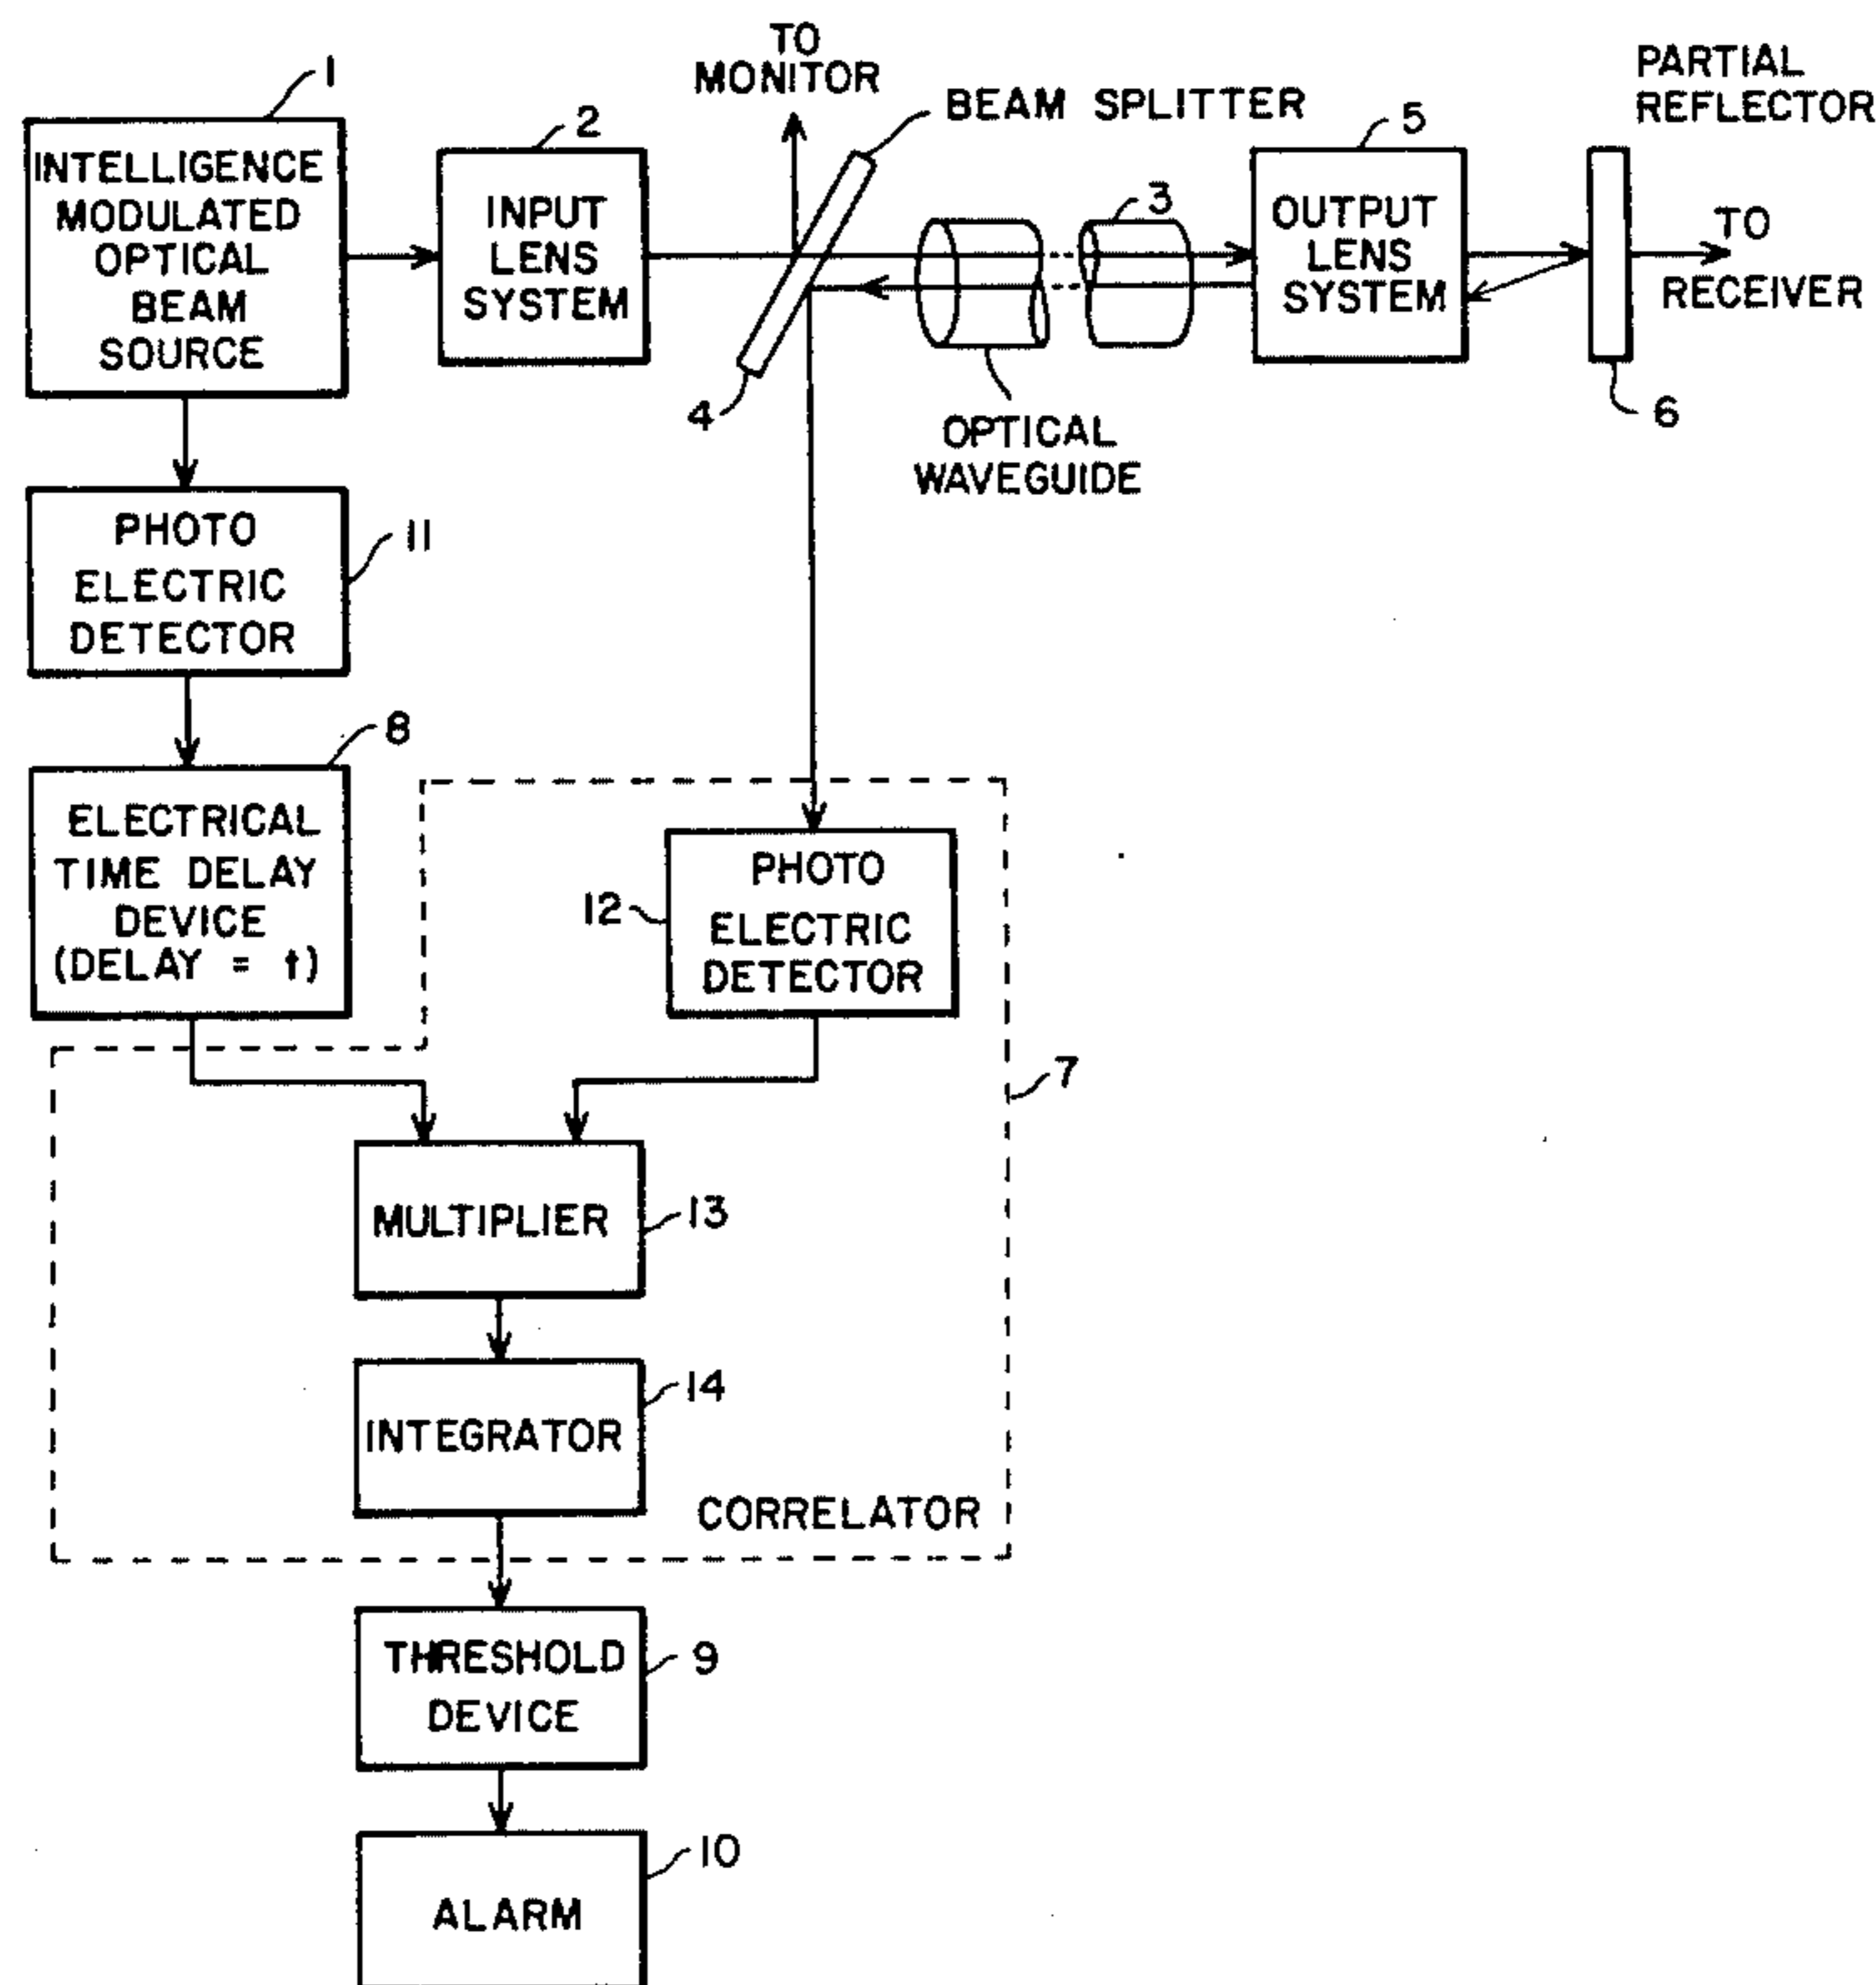 1
INTELLIGENCE
MODULATED
OPTICAL
BEAM
SOURCE
2
INPUT
LENS
SYSTEM
TO
MONITOR
BEAM SPLITTER
4
3
OPTICAL
WAVEGUIDE
5
OUTPUT
LENS
SYSTEM
PARTIAL
REFLECTOR
6
TO
RECEIVER
PHOTO
ELECTRIC
DETECTOR
11
8
ELECTRICAL
TIME DELAY
DEVICE
(DELAY = t)
12
PHOTO
ELECTRIC
DETECTOR
7
MULTIPLIER
13
INTEGRATOR
14
CORRELATOR
THRESHOLD
DEVICE
9
ALARM
10